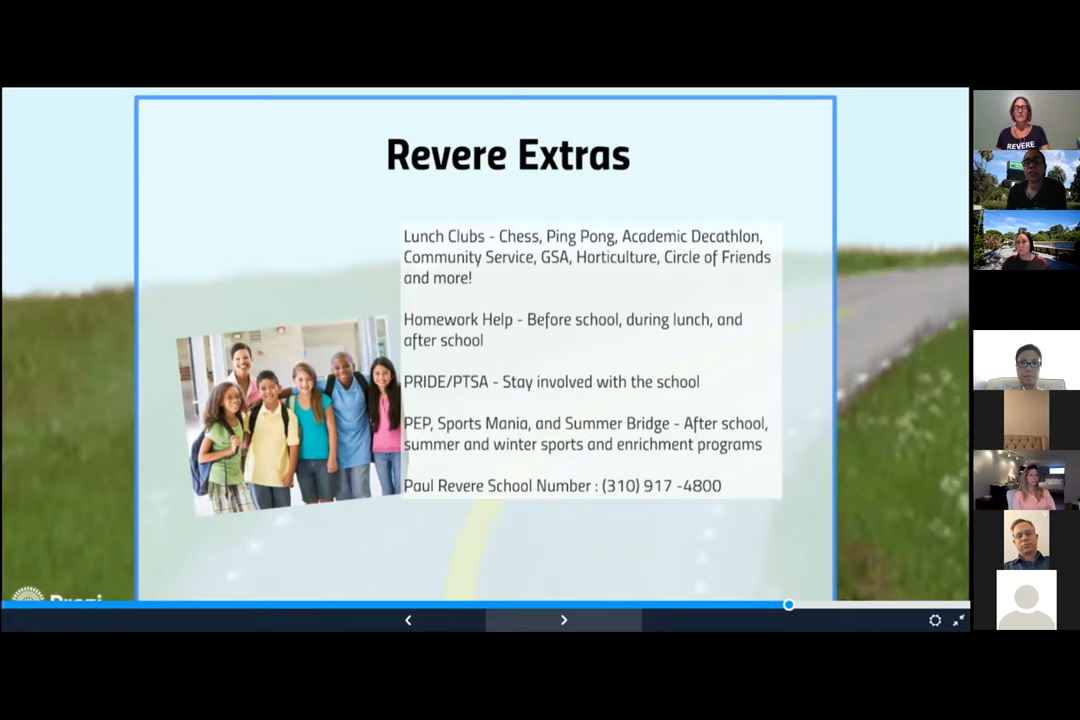 Revere Extras
Lunch Clubs - Chess, Ping Pong, Academic Decathlon,
Community Service, GSA, Horticulture, Circle of Friends
and more!
Homework Help - Before school, during lunch, and
after school
PRIDE/PTSA - Stay involved with the school
PEP, Sports Mania, and Summer Bridge - After school,
summer and winter sports and enrichment programs
Paul Revere School Number : (310) 917 -4800
Prezi
REVERE